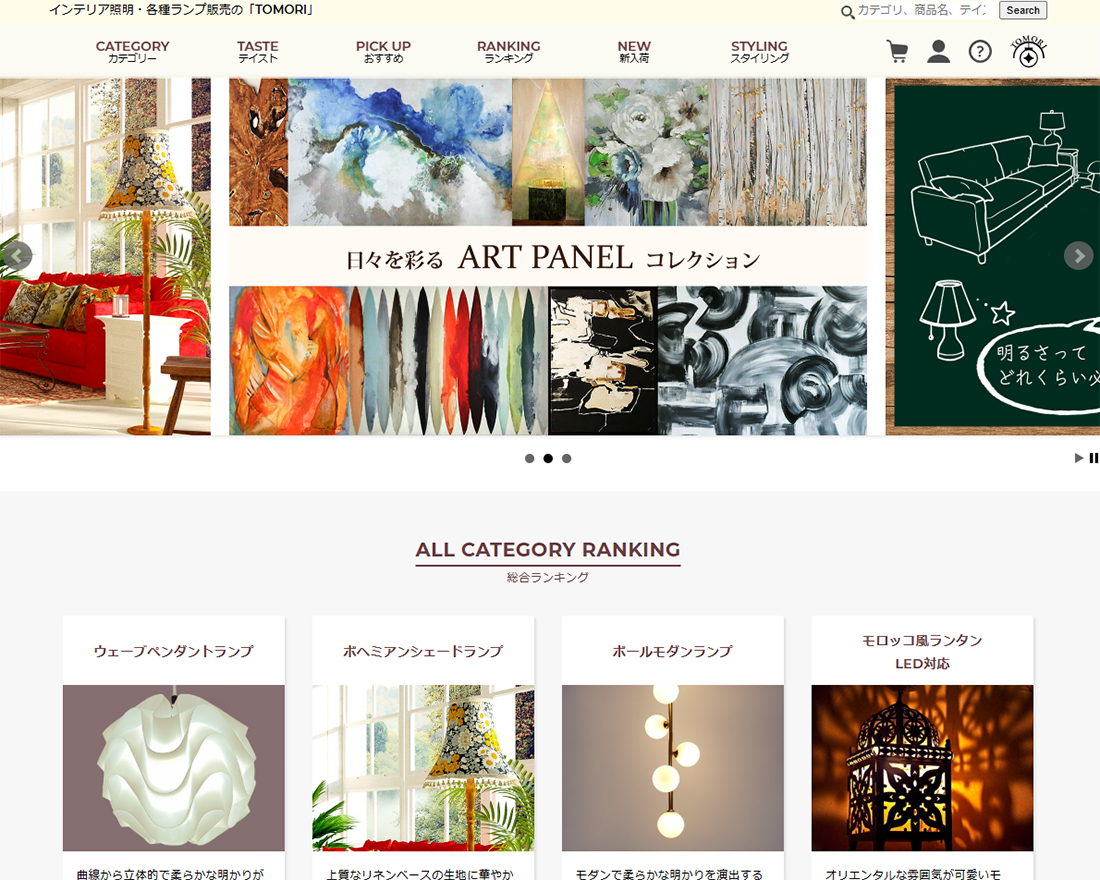 インテリア照明・各種ランプ販売の「TOMORI」
カテゴリ、商品名、テイ
Search
CATEGORY
カテゴリー
TASTE
テイスト
PICK UP
おすすめ
RANKING
ランキング
NEW
新入荷
STYLING
スタイリング
?
TOMORI
日々を彩る ART PANEL コレクション
明るさって
どれくらい必
ALL CATEGORY RANKING
総合ランキング
ウェーブペンダントランプ
ボヘミアンシェードランプ
ボールモダンランプ
モロッコ風ランタン
LED対応
曲線から立体的で柔らかな明かりが
上質なリネンベースの生地に華やか
モダンで柔らかな明かりを演出する
オリエンタルな雰囲気が可愛いモ